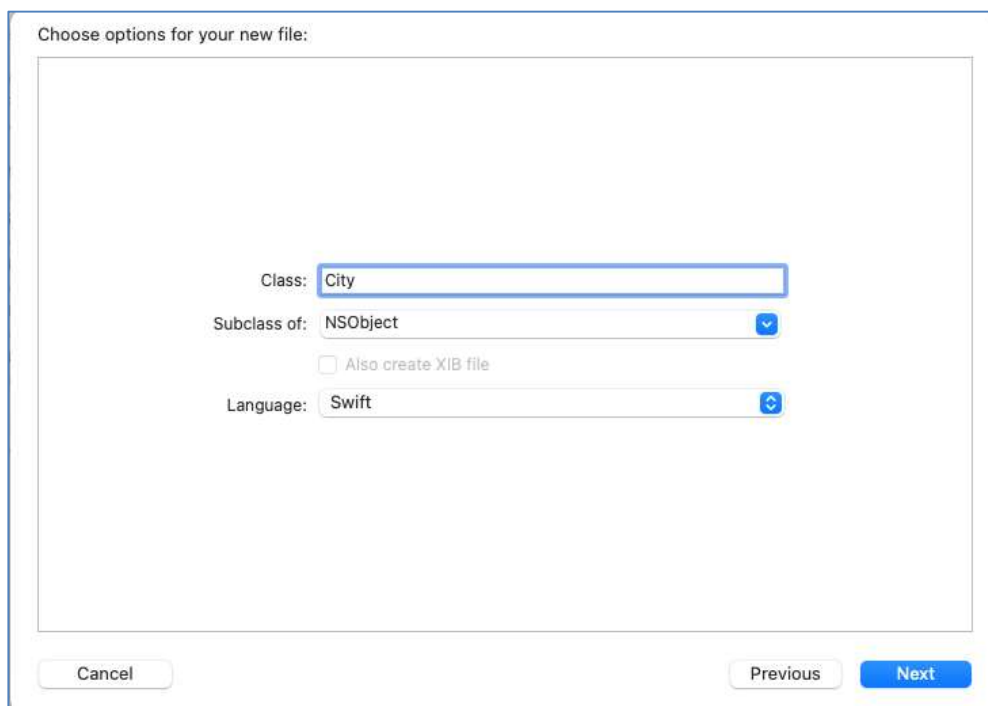 Choose options for your new file:
Class: City
Subclass of: NSObject
Also create XIB file
Language: Swift
Cancel Previous Next